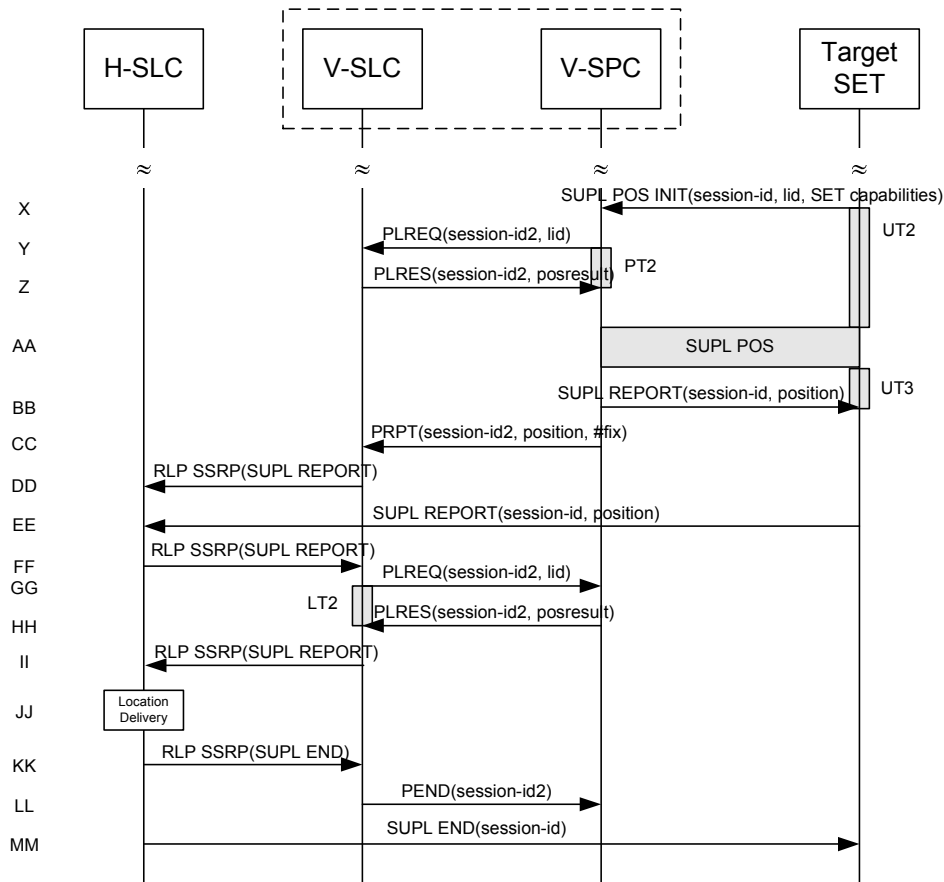 H-SLC
V-SLC
V-SPC
Target
SET
≈ ≈ ≈ ≈
X
SUPL POS INIT(session-id, lid, SET capabilities)
UT2
Y
PLREQ(session-id2, lid)
PT2
Z
PLRES(session-id2, posresult)
AA
SUPL POS
UT3
BB
SUPL REPORT(session-id, position)
CC
PRPT(session-id2, position, #fix)
DD
RLP SSRP(SUPL REPORT)
EE
SUPL REPORT(session-id, position)
FF
RLP SSRP(SUPL REPORT)
GG
PLREQ(session-id2, lid)
LT2
HH
PLRES(session-id2, posresult)
II
RLP SSRP(SUPL REPORT)
JJ
Location
Delivery
KK
RLP SSRP(SUPL END)
LL
PEND(session-id2)
MM
SUPL END(session-id)